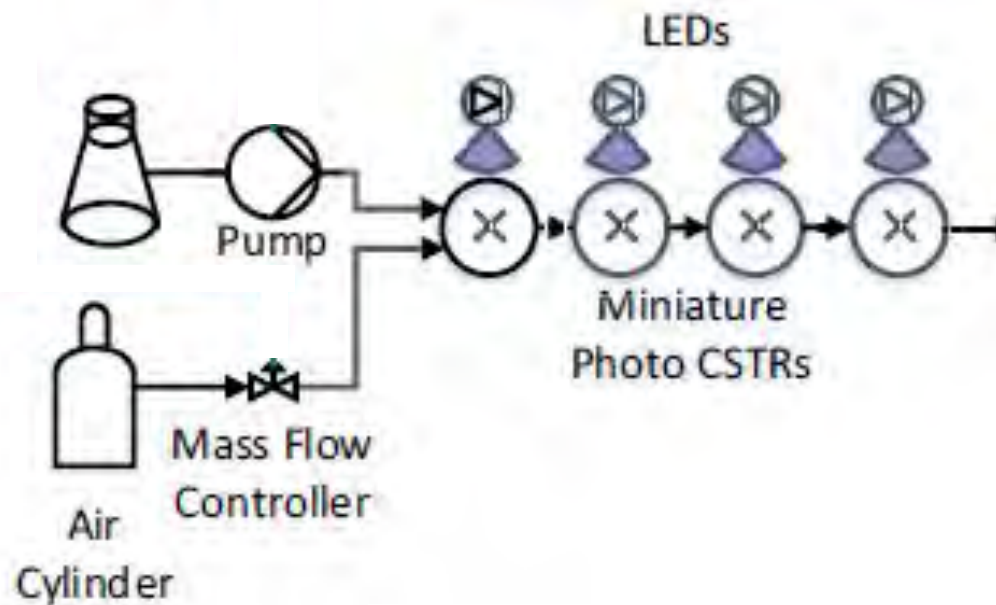 LEDs
Pump
Miniature
Photo CSTRs
Mass Flow
Controller
Air
Cylinder